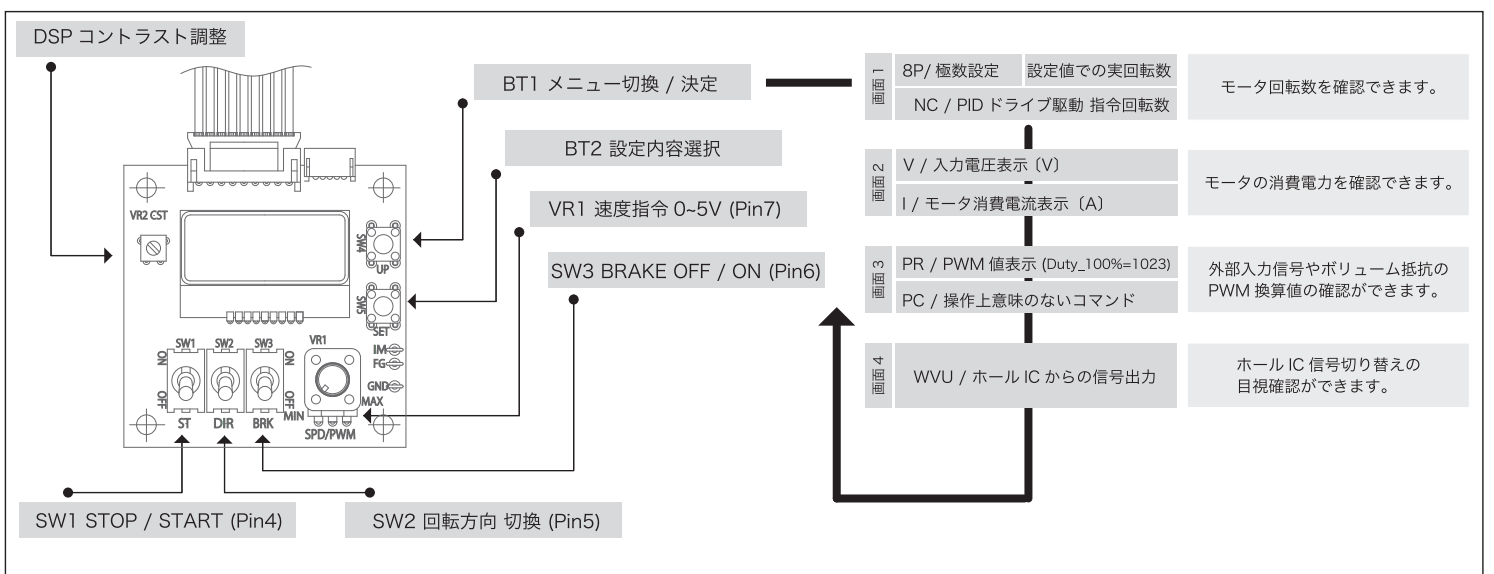 DSP コントラスト調整
BT1 メニュー切換 / 決定
BT2 設定内容選択
VR1 速度指令 0~5V (Pin7)
SW3 BRAKE OFF / ON (Pin6)
VR2 CST
SW4
UP
SW5
SET
IM
FG
GND
SW1
SW2
SW3
VR1
ON
OFF
ON
OFF
MIN
MAX
ST
DIR
BRK
SPD/PWM
SW1 STOP / START (Pin4)
SW2 回転方向 切換 (Pin5)
画面 1
8P/ 極数設定
設定値での実回転数
NC / PID ドライブ駆動 指令回転数
モータ回転数を確認できます。
画面 2
V / 入力電圧表示〔V〕
I / モータ消費電流表示〔A〕
モータの消費電力を確認できます。
画面 3
PR / PWM 値表示 (Duty_100%=1023)
PC / 操作上意味のないコマンド
外部入力信号やボリューム抵抗の
PWM 換算値の確認ができます。
画面 4
WVU / ホール IC からの信号出力
ホール IC 信号切り替えの
目視確認ができます。